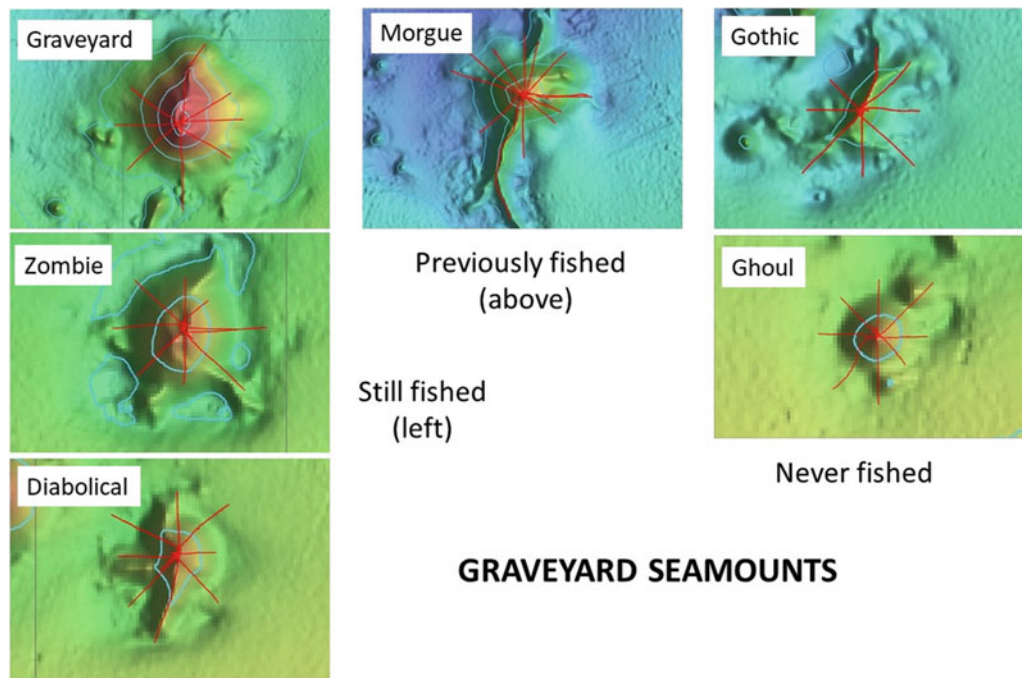 Graveyard
Morgue
Gothic
Zombie
Previously fished
(above)
Ghoul
Still fished
(left)
Never fished
Diabolical
GRAVEYARD SEAMOUNTS